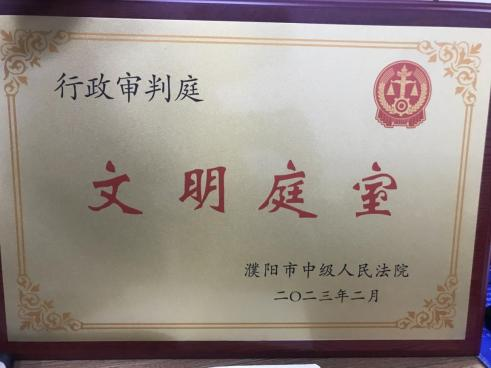 行政审判庭
文明庭室
濮阳市中级人民法院
二〇二三年二月